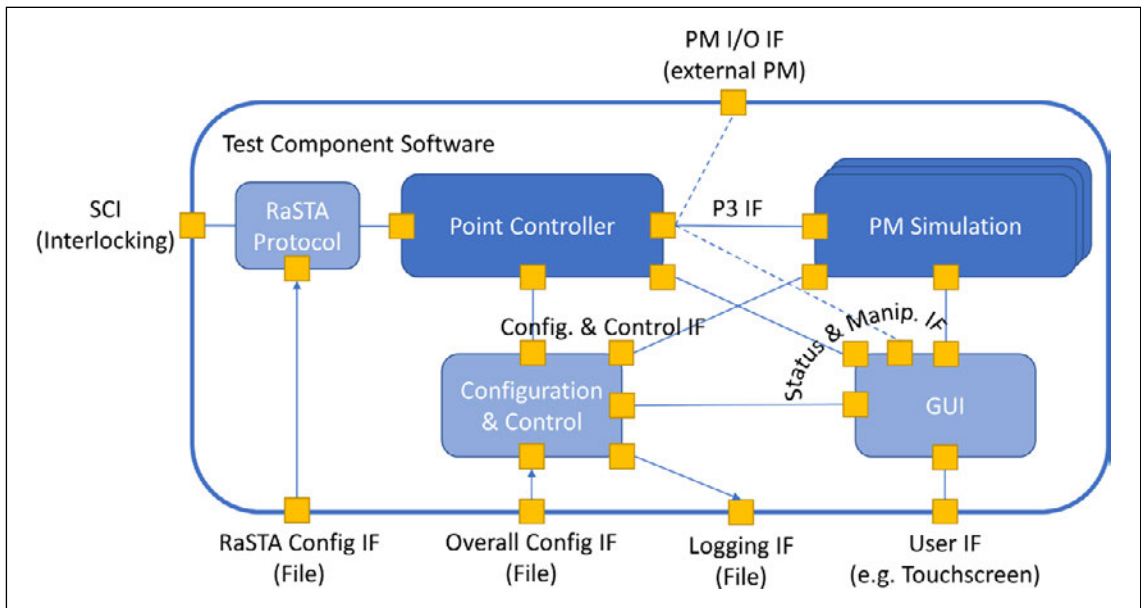 PM I/O IF
(external PM)
Test Component Software
SCI
(Interlocking)
RaSTA
Protocol
Point Controller
P3 IF
PM Simulation
Config. & Control IF
Status & Manip. IF
Configuration
& Control
GUI
RaSTA Config IF
(File)
Overall Config IF
(File)
Logging IF
(File)
User IF
(e.g. Touchscreen)